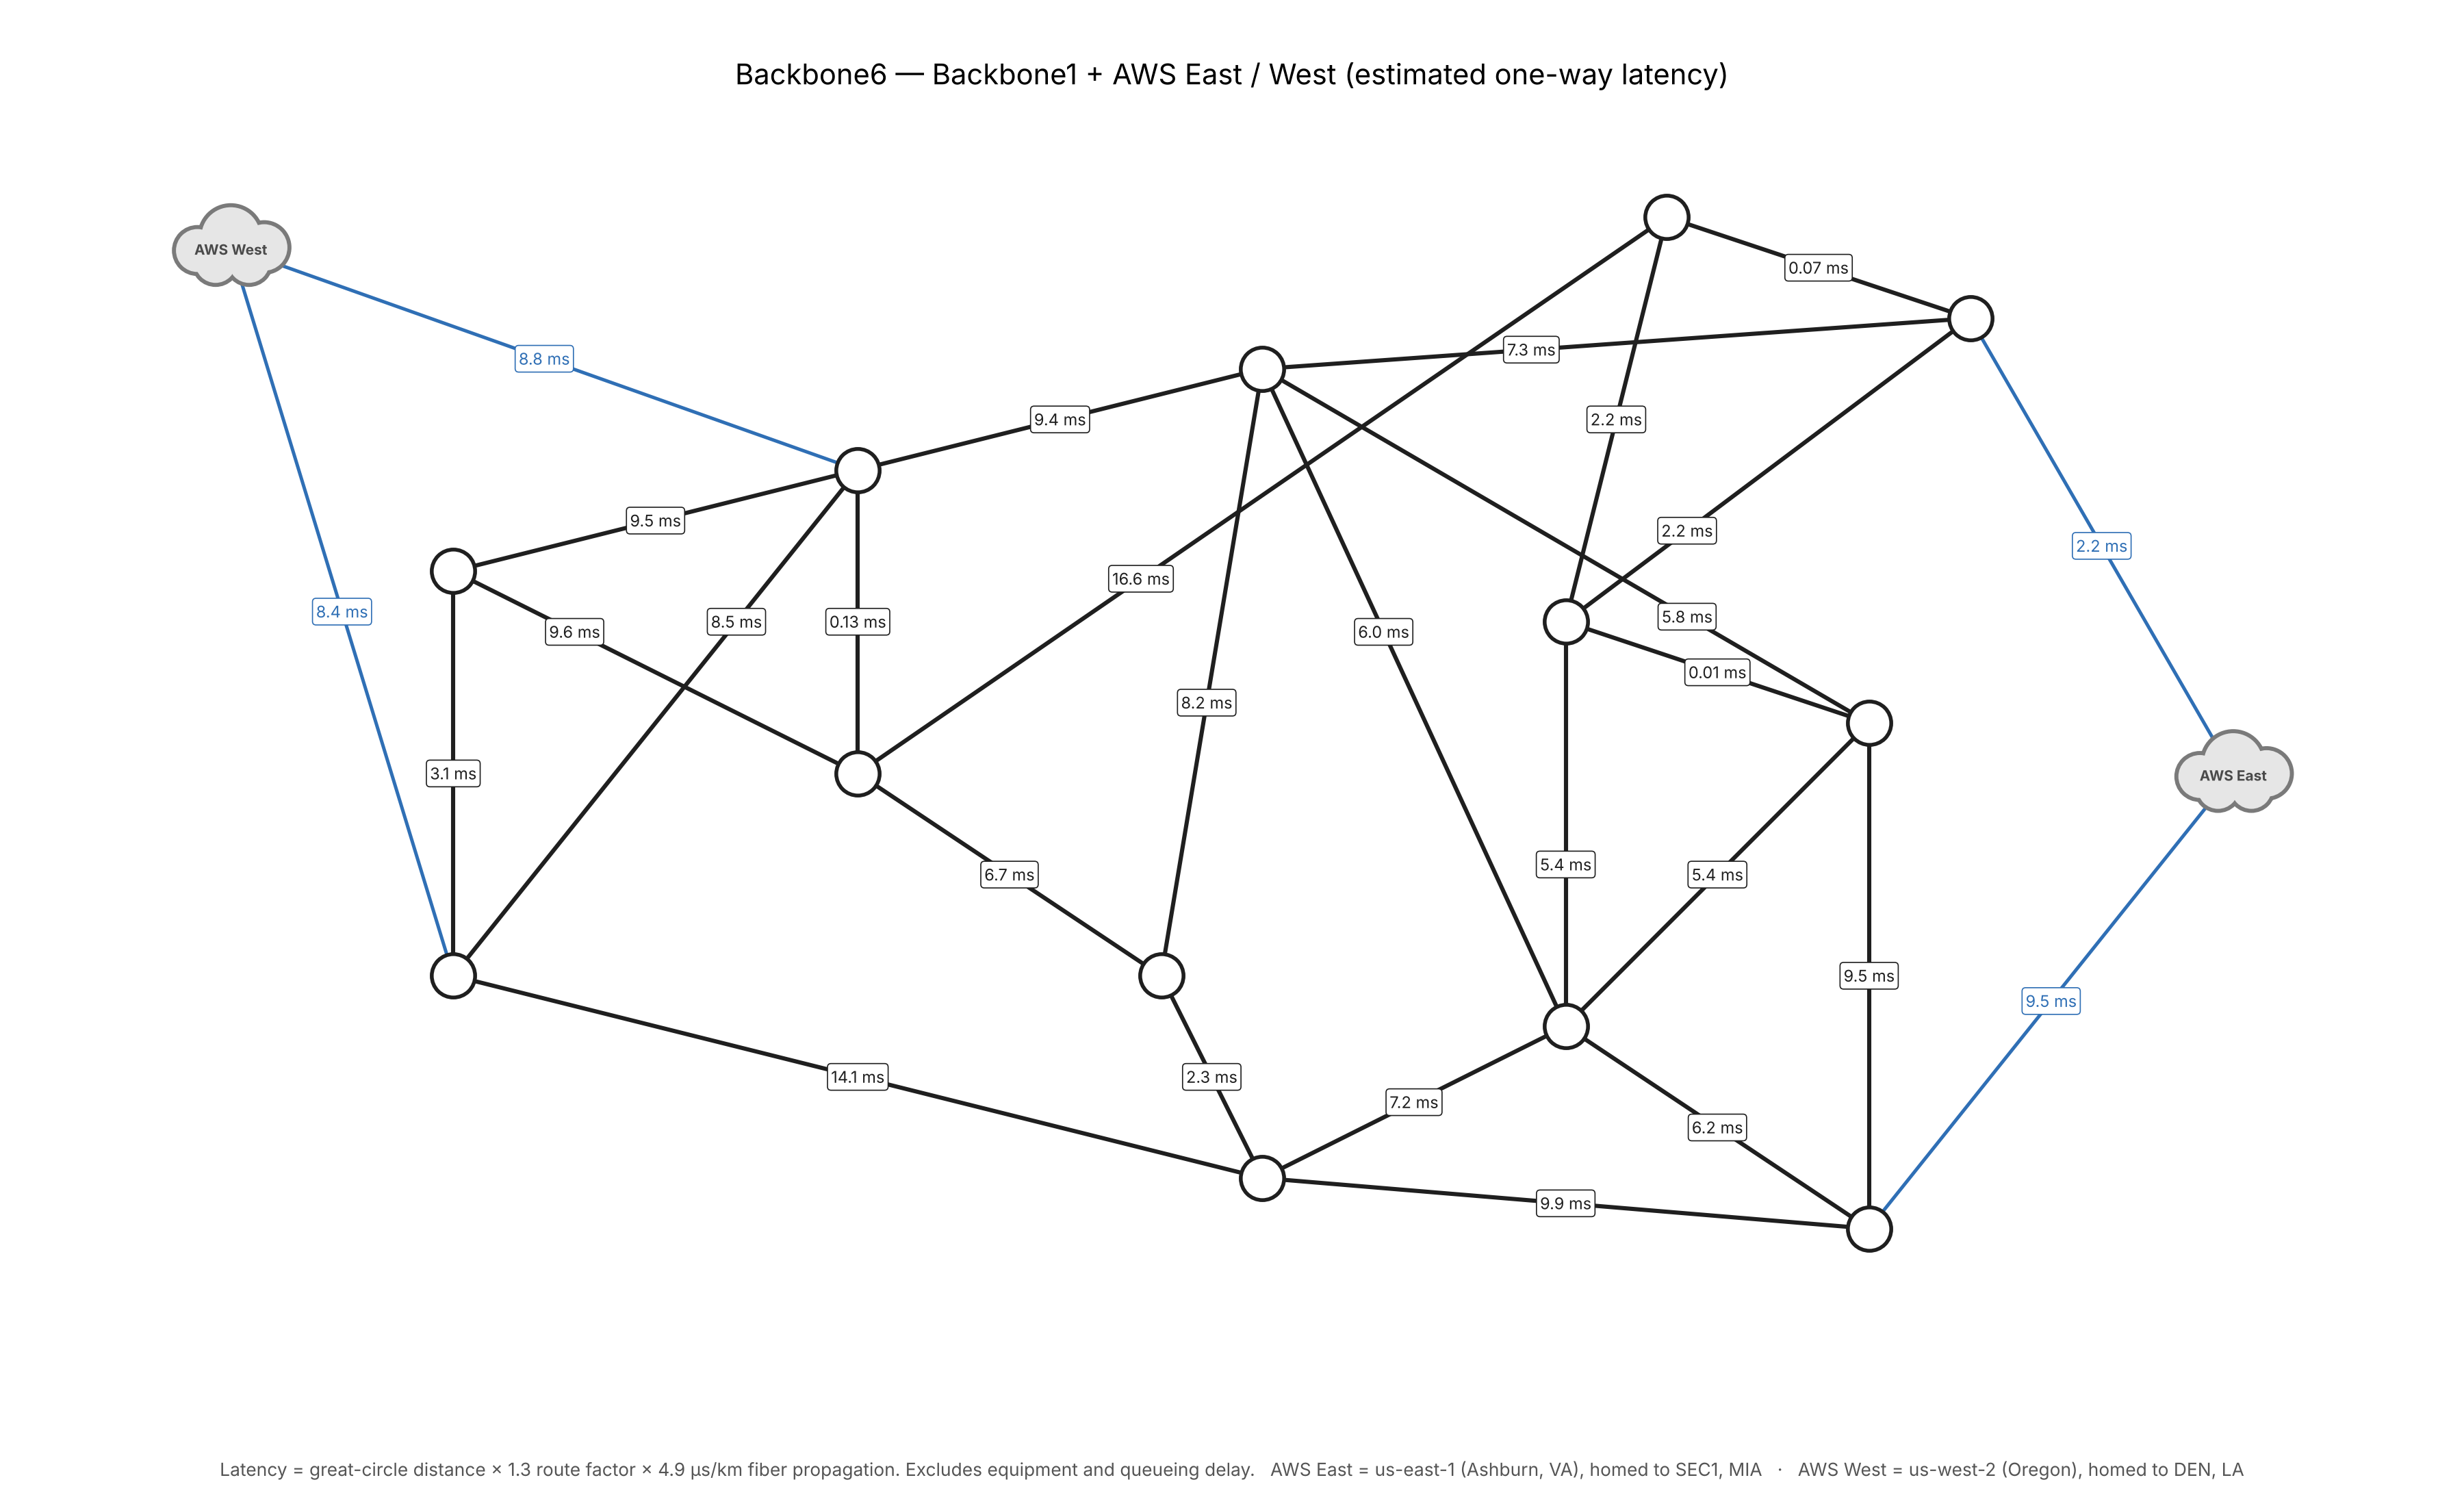 Backbone6 — Backbone1 + AWS East / West (estimated one-way latency)
AWS West
0.07 ms
7.3 ms
8.8 ms
9.4 ms
2.2 ms
9.5 ms
2.2 ms
2.2 ms
16.6 ms
8.4 ms
9.6 ms
8.5 ms
0.13 ms
6.0 ms
5.8 ms
0.01 ms
8.2 ms
3.1 ms
AWS East
6.7 ms
5.4 ms
5.4 ms
9.5 ms
9.5 ms
14.1 ms
2.3 ms
7.2 ms
6.2 ms
9.9 ms
Latency = great-circle distance × 1.3 route factor × 4.9 µs/km fiber propagation. Excludes equipment and queueing delay.   AWS East = us-east-1 (Ashburn, VA), homed to SEC1, MIA   ·   AWS West = us-west-2 (Oregon), homed to DEN, LA